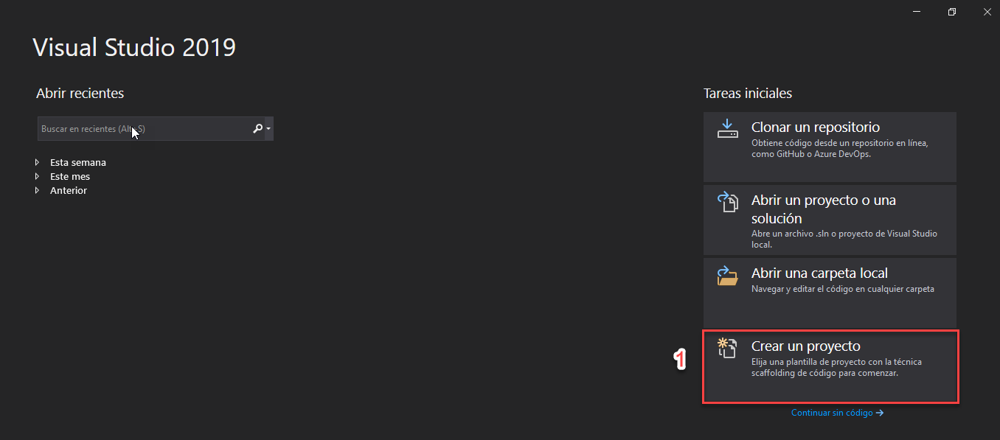 Visual Studio 2019
Abrir recientes
Buscar en recientes (Alt+S)
Esta semana
Este mes
Anterior
Tareas iniciales
Clonar un repositorio
Obtiene código desde un repositorio en línea,
como GitHub o Azure DevOps.
Abrir un proyecto o una
solución
Abre un archivo .sln o proyecto de Visual Studio
local.
Abrir una carpeta local
Navegar y editar el código en cualquier carpeta
1
Crear un proyecto
Elija una plantilla de proyecto con la técnica
scaffolding de código para comenzar.
Continuar sin código →